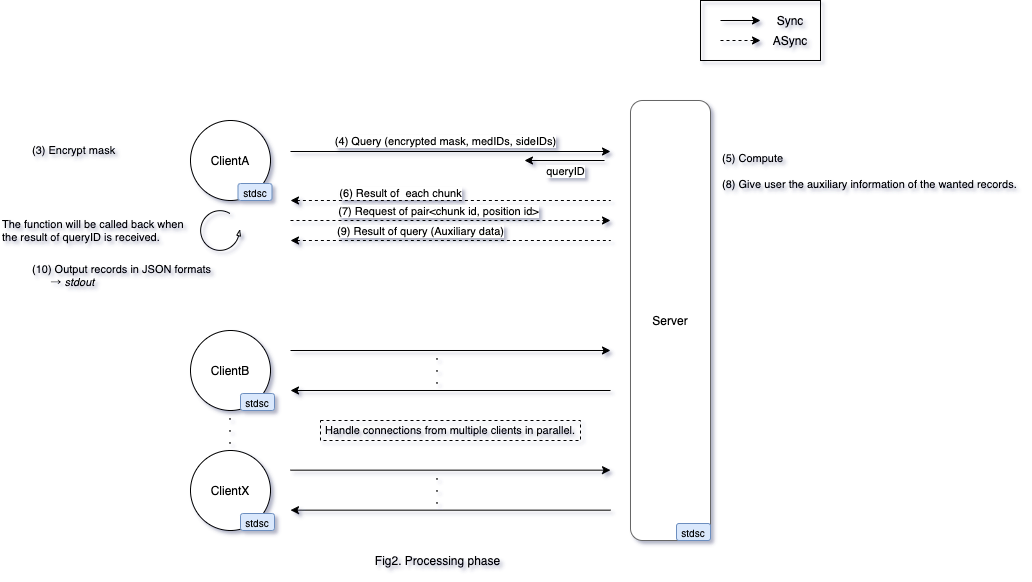 Sync
ASync
(3) Encrypt mask
ClientA
stdsc
(4) Query (encrypted mask, medIDs, sideIDs)
queryID
(5) Compute
(6) Result of each chunk
(7) Request of pair<chunk id, position id>
(8) Give user the auxiliary information of the wanted records.
(9) Result of query (Auxiliary data)
The function will be called back when
the result of queryID is received.
(10) Output records in JSON formats
→ stdout
Server
ClientB
stdsc
Handle connections from multiple clients in parallel.
ClientX
stdsc
stdsc
Fig2. Processing phase